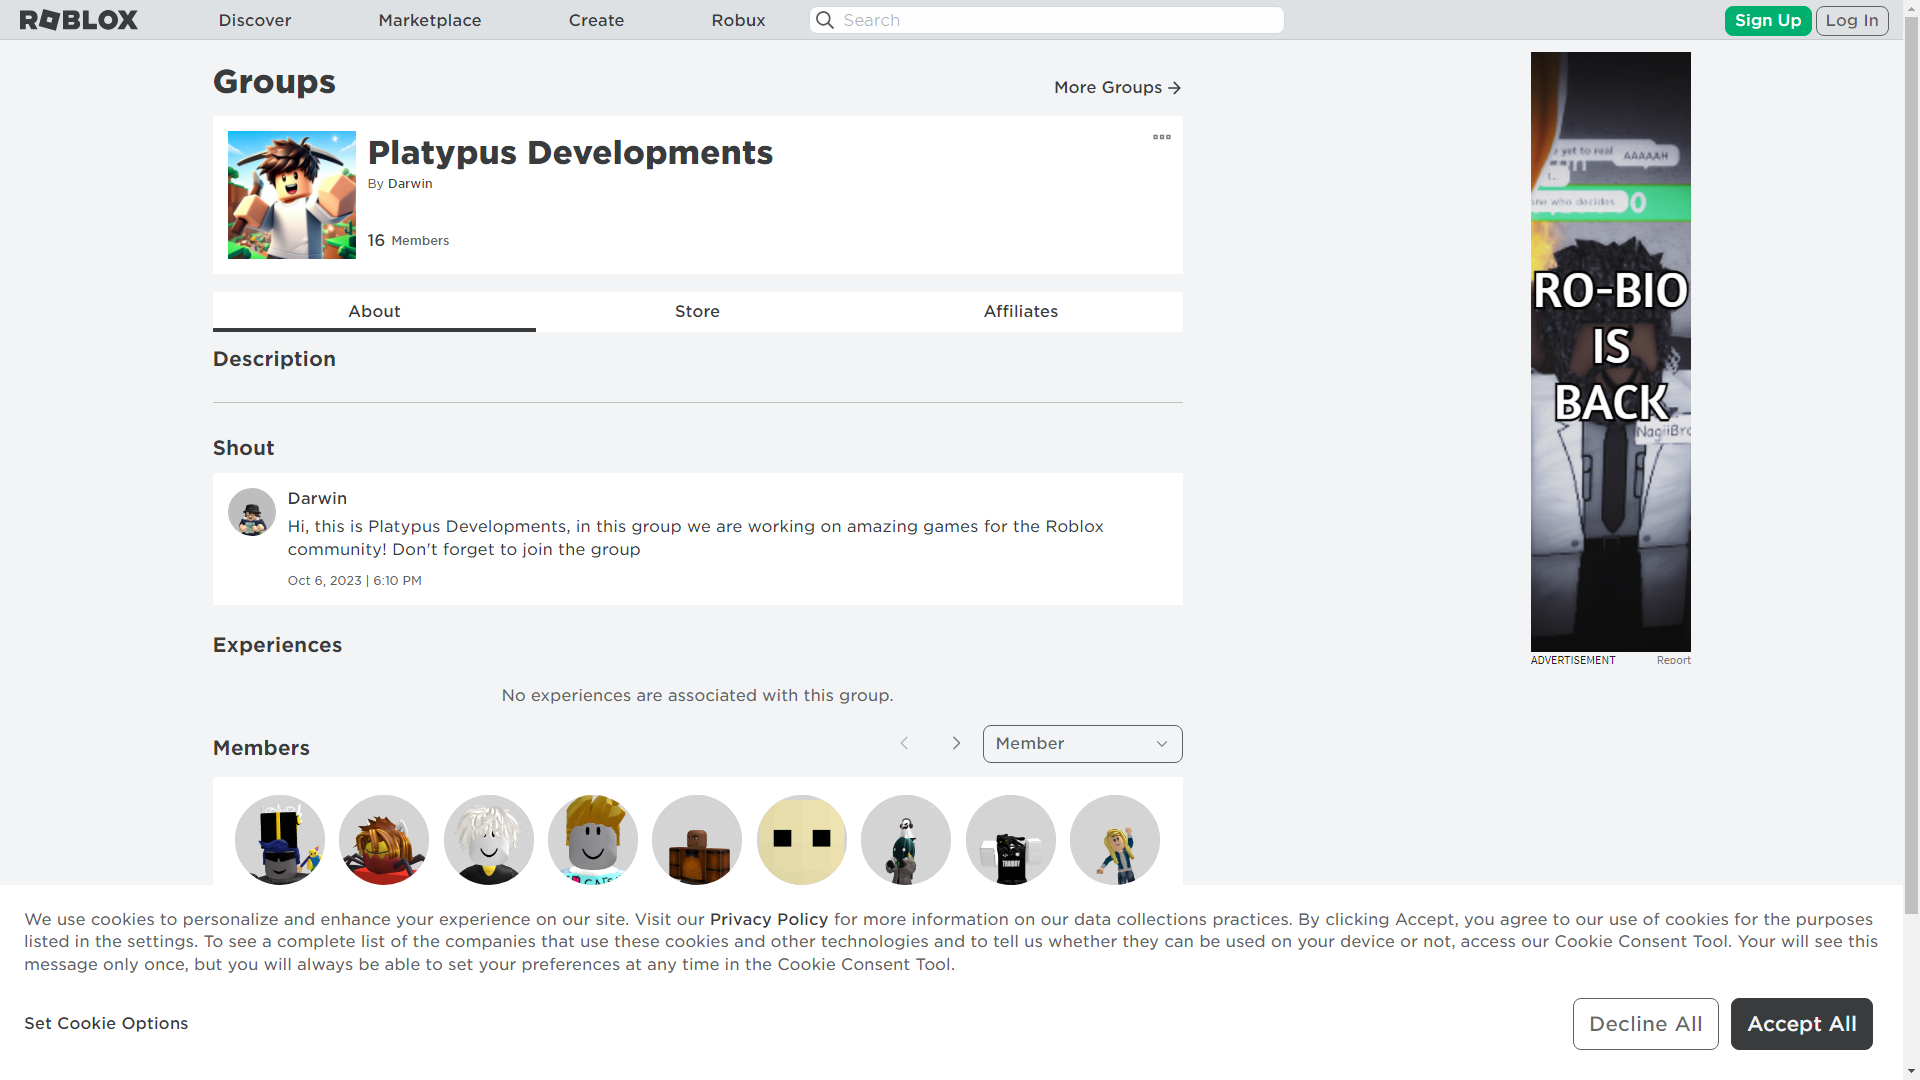 ROBLOX
Discover
Marketplace
Create
Robux
Search
Sign Up
Log In
Groups
More Groups
Platypus Developments
By Darwin
16 Members
About
Store
Affiliates
Description
Shout
Darwin
Hi, this is Platypus Developments, in this group we are working on amazing games for the Roblox
community! Don't forget to join the group
Oct 6, 2023 | 6:10 PM
Experiences
No experiences are associated with this group.
Members
Member
yet to real
AAAAAH
one who decides.
0
RO-BIO
IS
BACK
ADVERTISEMENT
Report
We use cookies to personalize and enhance your experience on our site. Visit our Privacy Policy for more information on our data collections practices. By clicking Accept, you agree to our use of cookies for the purposes
listed in the settings. To see a complete list of the companies that use these cookies and other technologies and to tell us whether they can be used on your device or not, access our Cookie Consent Tool. Your will see this
message only once, but you will always be able to set your preferences at any time in the Cookie Consent Tool.
Set Cookie Options
Decline All
Accept All